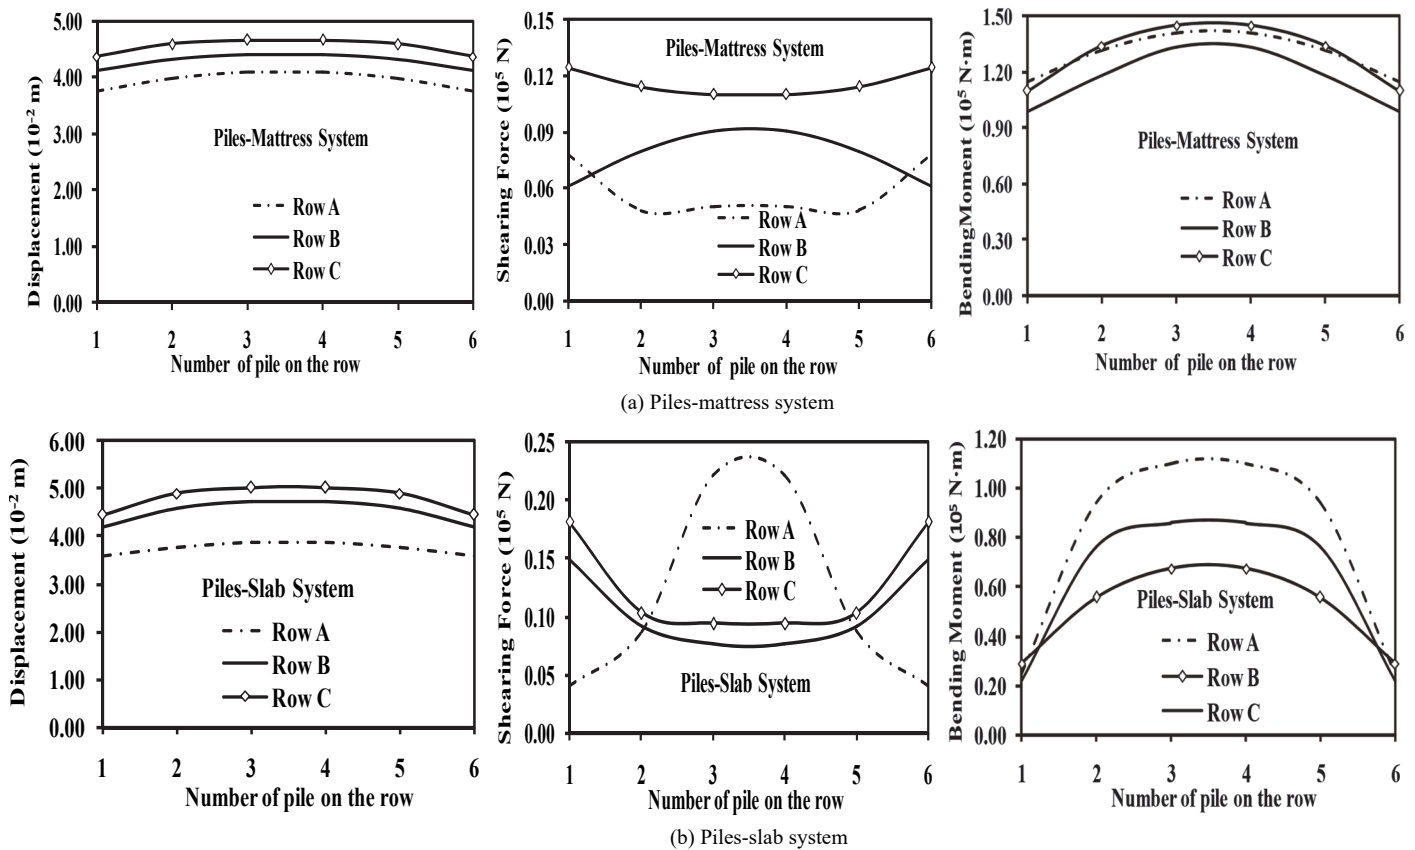 5.00
4.00
3.00
2.00
1.00
0.00
Displacement (10⁻² m)
Piles-Mattress System
Row A
Row B
Row C
1 2 3 4 5 6
Number of pile on the row
0.15
0.12
0.09
0.06
0.03
0.00
Shearing Force (10⁵ N)
Piles-Mattress System
Row A
Row B
Row C
1 2 3 4 5 6
Number of pile on the row
1.50
1.20
0.90
0.60
0.30
0.00
Bending Moment (10⁵ N·m)
Piles-Mattress System
Row A
Row B
Row C
1 2 3 4 5 6
Number of pile on the row
(a) Piles-mattress system
6.00
5.00
4.00
3.00
2.00
1.00
0.00
Displacement (10⁻² m)
Piles-Slab System
Row A
Row B
Row C
1 2 3 4 5 6
Number of pile on the row
0.25
0.20
0.15
0.10
0.05
0.00
Shearing Force (10⁵ N)
Row A
Row B
Row C
Piles-Slab System
1 2 3 4 5 6
Number of pile on the row
1.20
1.00
0.80
0.60
0.40
0.20
0.00
Bending Moment (10⁵ N·m)
Piles-Slab System
Row A
Row B
Row C
1 2 3 4 5 6
Number of pile on the row
(b) Piles-slab system